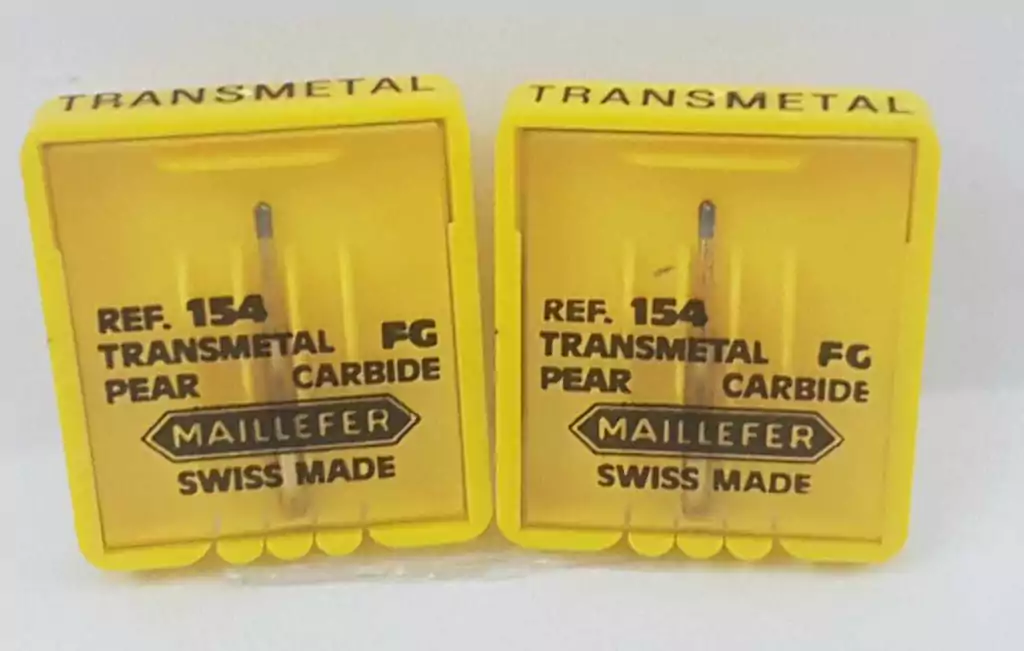 TRANSMETAL
REF. 154
TRANSMETAL FG
PEAR CARBIDE
MAILLEFER
SWISS MADE
TRANSMETAL
REF. 154
TRANSMETAL FG
PEAR CARBIDE
MAILLEFER
SWISS MADE